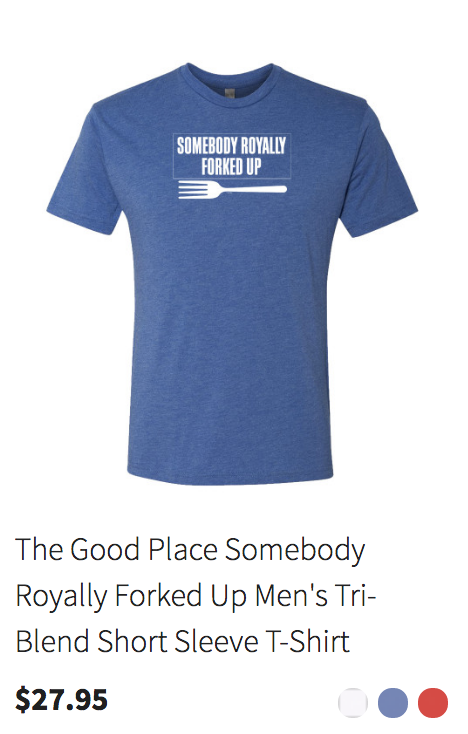 SOMEBODY ROYALLY
FORKED UP
The Good Place Somebody
Royally Forked Up Men's Tri-
Blend Short Sleeve T-Shirt
$27.95